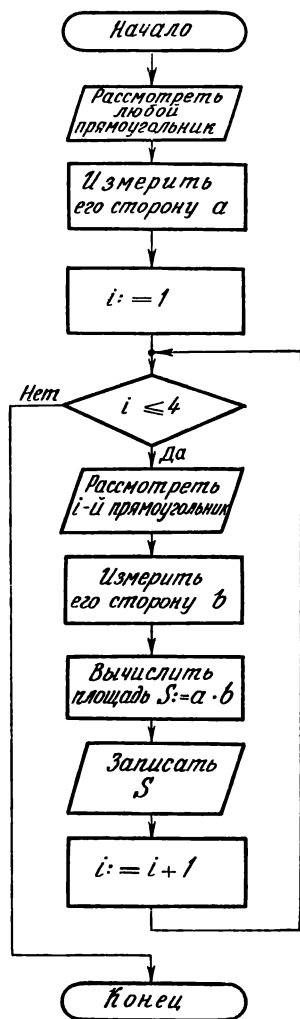 Начало
Рассмотреть
любой
прямоугольник
Измерить
его сторону a
i:=1
Нет
i ≤ 4
Да
Рассмотреть
i-й прямоугольник
Измерить
его сторону b
Вычислить
площадь S:=a·b
Записать
S
i:=i+1
Конец